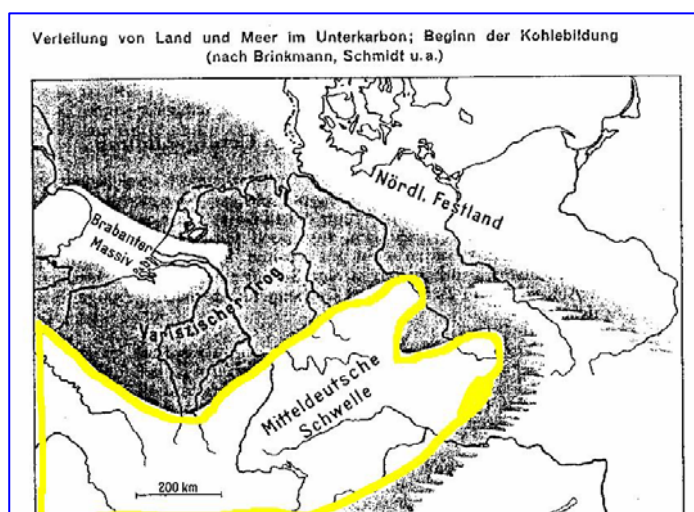 Verteilung von Land und Meer im Unterkarbon; Beginn der Kohlebildung
(nach Brinkmann, Schmidt u. a.)
Nördl. Festland
Brabanter
Massiv
Variszischer Trog
Mitteldeutsche
Schwelle
200 km